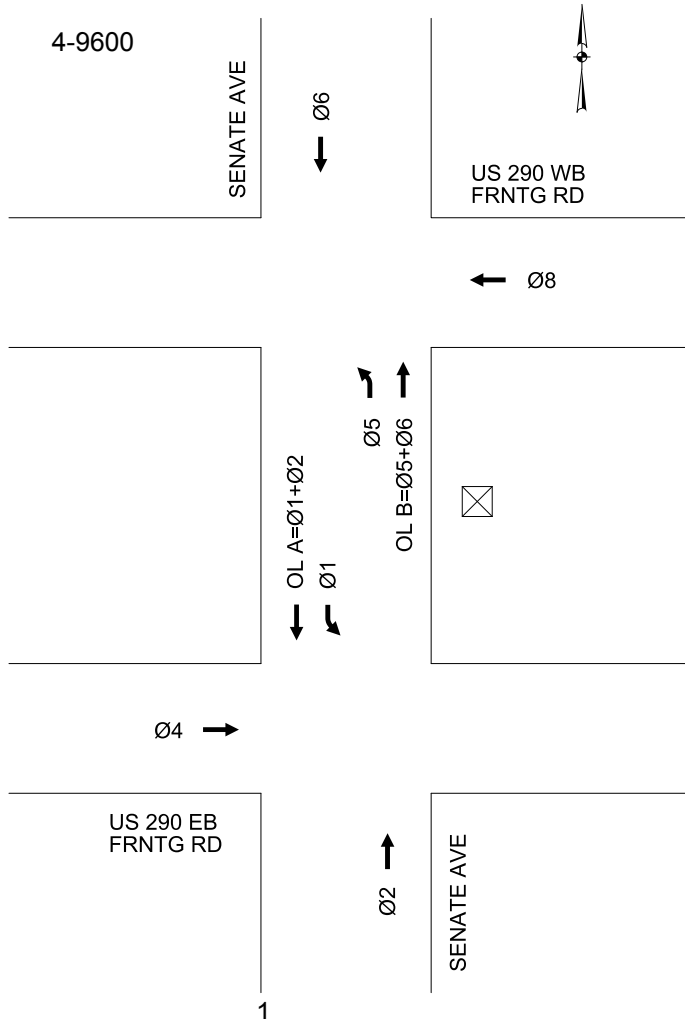 4-9600
SENATE AVE
Ø6
US 290 WB
FRNTG RD
Ø8
Ø5
OL B=Ø5+Ø6
OL A=Ø1+Ø2
Ø1
Ø4
US 290 EB
FRNTG RD
Ø2
SENATE AVE
1